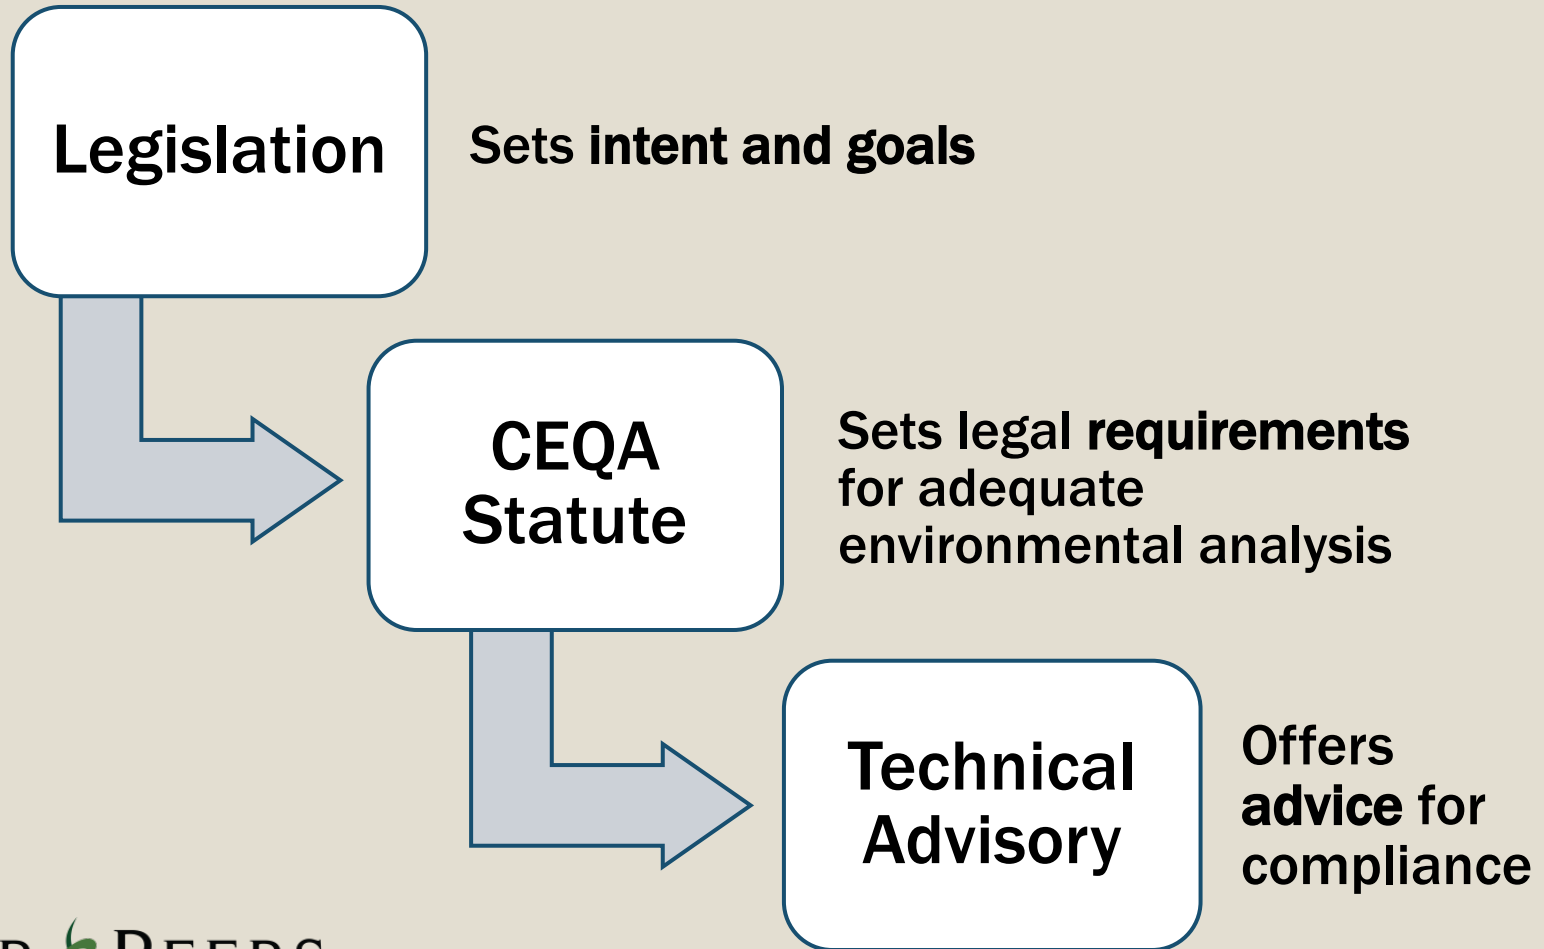 Legislation
Sets intent and goals
CEQA
Statute
Sets legal requirements
for adequate
environmental analysis
Technical
Advisory
Offers
advice for
compliance
PEERS